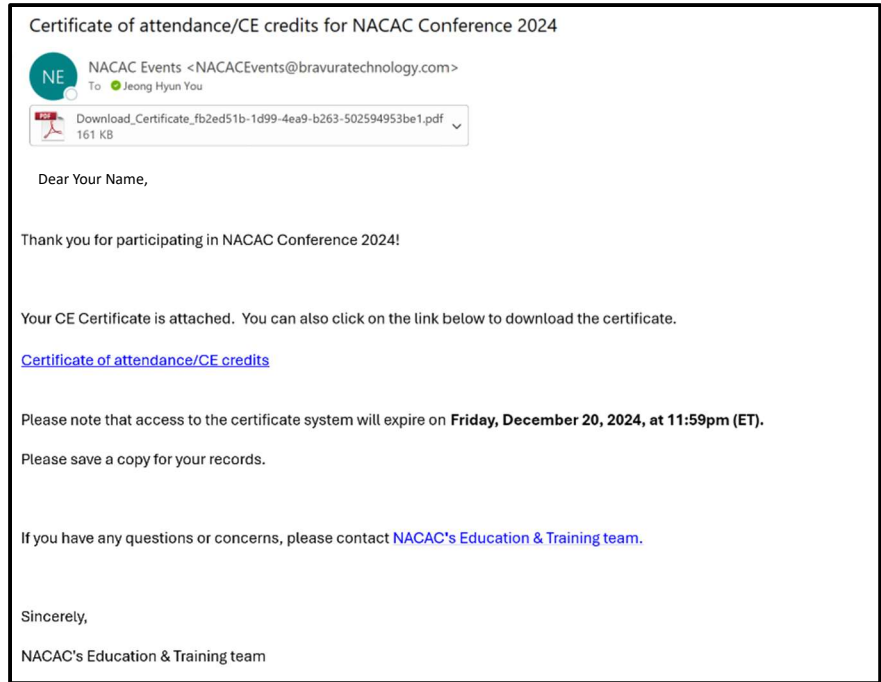 Certificate of attendance/CE credits for NACAC Conference 2024
NE
NACAC Events <NACACEvents@bravuratechnology.com>
To Jeong Hyun You
PDF
Download_Certificate_fb2ed51b-1d99-4ea9-b263-502594953be1.pdf
161 KB
Dear Your Name,
Thank you for participating in NACAC Conference 2024!
Your CE Certificate is attached. You can also click on the link below to download the certificate.
Certificate of attendance/CE credits
Please note that access to the certificate system will expire on Friday, December 20, 2024, at 11:59pm (ET).
Please save a copy for your records.
If you have any questions or concerns, please contact NACAC's Education & Training team.
Sincerely,
NACAC's Education & Training team